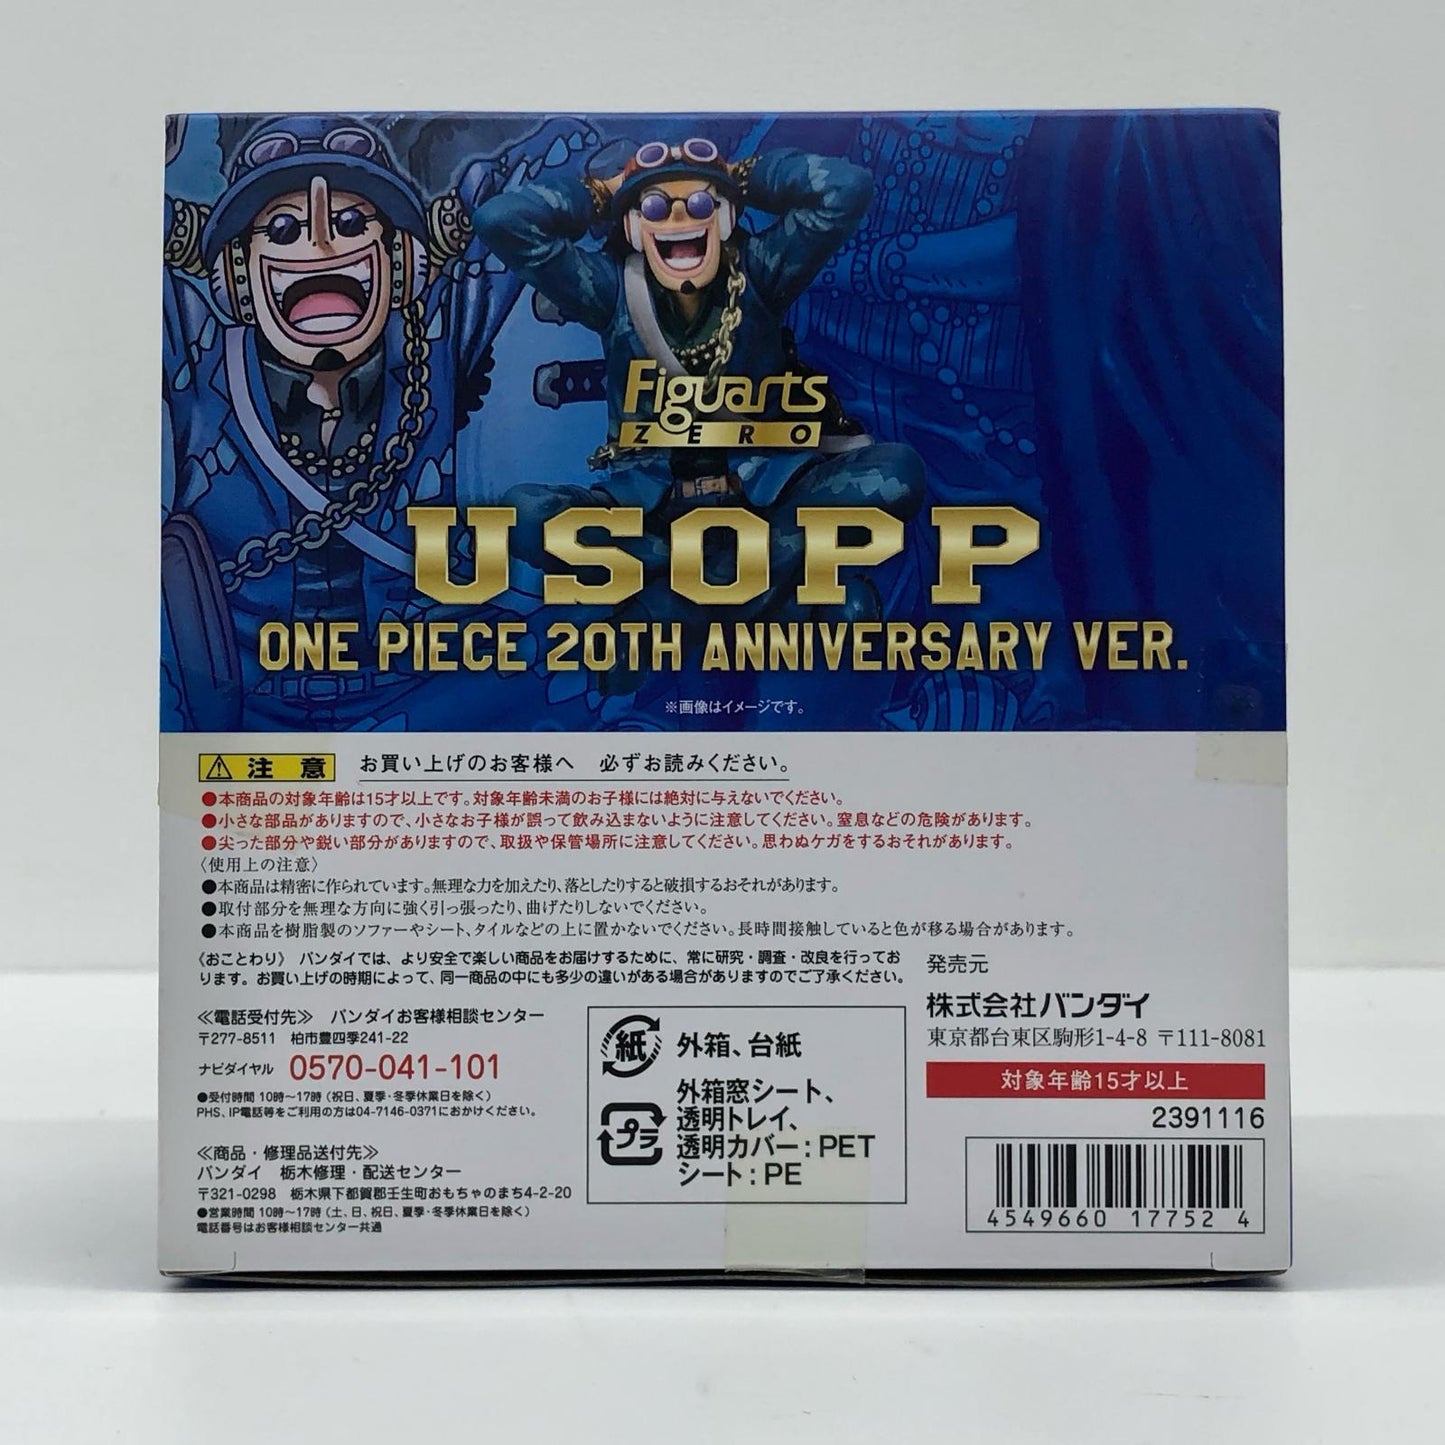 Figuarts
ZERO
USOPP
ONE PIECE 20TH ANNIVERSARY VER.
※画像はイメージです。
⚠注意 お買い上げのお客様へ 必ずお読みください。
●本商品の対象年齢は15才以上です。対象年齢未満のお子様には絶対に与えないでください。
●小さな部品がありますので、小さなお子様が誤って飲み込まないように注意してください。窒息などの危険があります。
●尖った部分や鋭い部分がありますので、取扱や保管場所に注意してください。思わぬケガをするおそれがあります。
〈使用上の注意〉
●本商品は精密に作られています。無理な力を加えたり、落としたりすると破損するおそれがあります。
●取付部分を無理な方向に強く引っ張ったり、曲げたりしないでください。
●本商品を樹脂製のソファーやシート、タイルなどの上に置かないでください。長時間接触していると色が移る場合があります。
《おことわり》 バンダイでは、より安全で楽しい商品をお届けするために、常に研究・調査・改良を行ってお
ります。お買い上げの時期によって、同一商品の中にも多少の違いがある場合がありますのでご了承ください。
≪電話受付先≫ バンダイお客様相談センター
〒277-8511 柏市豊四季241-22
ナビダイヤル 0570-041-101
●受付時間 10時〜17時(祝日、夏季・冬季休業日を除く)
PHS、IP電話等をご利用の方は04-7146-0371におかけください。
≪商品・修理品送付先≫
バンダイ 栃木修理・配送センター
〒321-0298 栃木県下都賀郡壬生町おもちゃのまち4-2-20
●営業時間 10時〜17時(土、日、祝日、夏季・冬季休業日を除く)
電話番号はお客様相談センター共通
紙 外箱、台紙
プラ 外箱窓シート、
透明トレイ、
透明カバー:PET
シート:PE
発売元
株式会社バンダイ
東京都台東区駒形1-4-8 〒111-8081
対象年齢15才以上
2391116
4549660 17752 4